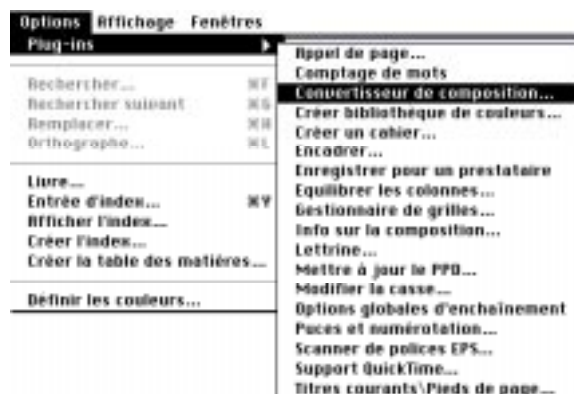 Options Affichage Fenêtres
Plug-ins
Rechercher... ⌘F
Rechercher suivant ⌘G
Remplacer... ⌘H
Orthographe... ⌘L
Livre...
Entrée d'index... ⌘Y
Afficher l'index...
Créer l'index...
Créer la table des matières...
Définir les couleurs...
Appel de page...
Comptage de mots
Convertisseur de composition...
Créer bibliothèque de couleurs...
Créer un cahier...
Encadrer...
Enregistrer pour un prestataire
Equilibrer les colonnes...
Gestionnaire de grilles...
Info sur la composition...
Lettrine...
Mettre à jour le PPD...
Modifier la casse...
Options globales d'enchaînement
Puces et numérotation...
Scanner de polices EPS...
Support QuickTime...
Titres courants\Pieds de page...